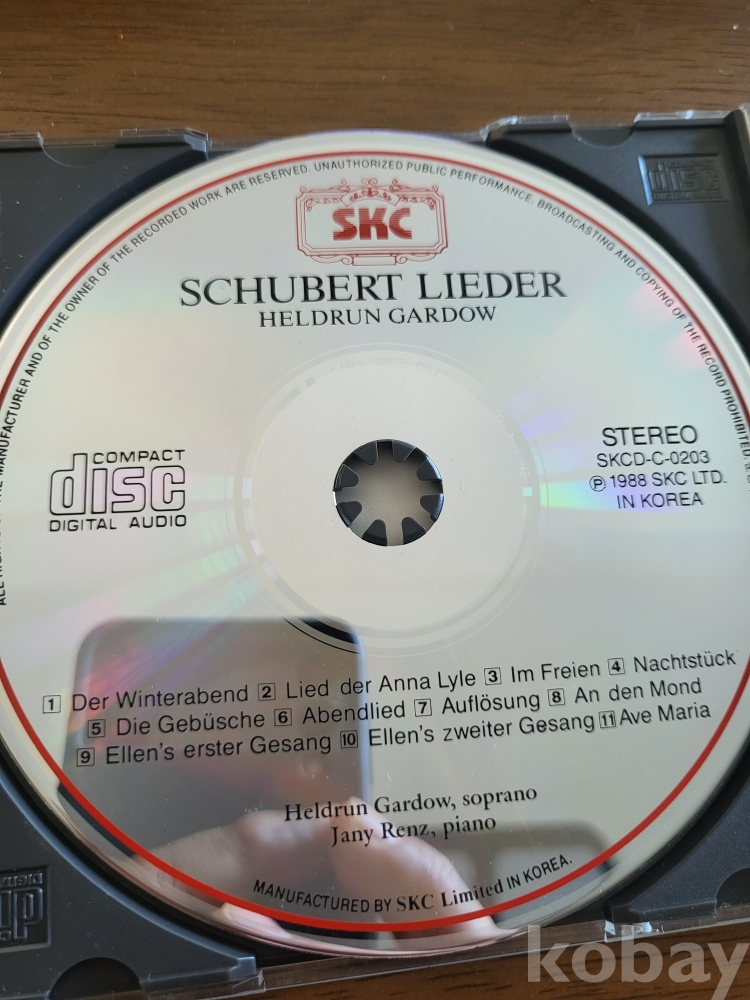 ALL RIGHTS OF THE MANUFACTURER AND OF THE OWNER OF THE RECORDED WORK ARE RESERVED. UNAUTHORIZED PUBLIC PERFORMANCE, BROADCASTING AND COPYING OF THE RECORD PROHIBITED.
SKC
SCHUBERT LIEDER
HELDRUN GARDOW
COMPACT
disc
DIGITAL AUDIO
STEREO
SKCD-C-0203
℗ 1988 SKC LTD.
IN KOREA
1 Der Winterabend 2 Lied der Anna Lyle 3 Im Freien 4 Nachtstück
5 Die Gebüsche 6 Abendlied 7 Auflösung 8 An den Mond
9 Ellen's erster Gesang 10 Ellen's zweiter Gesang 11 Ave Maria
Heldrun Gardow, soprano
Jany Renz, piano
MANUFACTURED BY SKC Limited IN KOREA.
disc
kobay